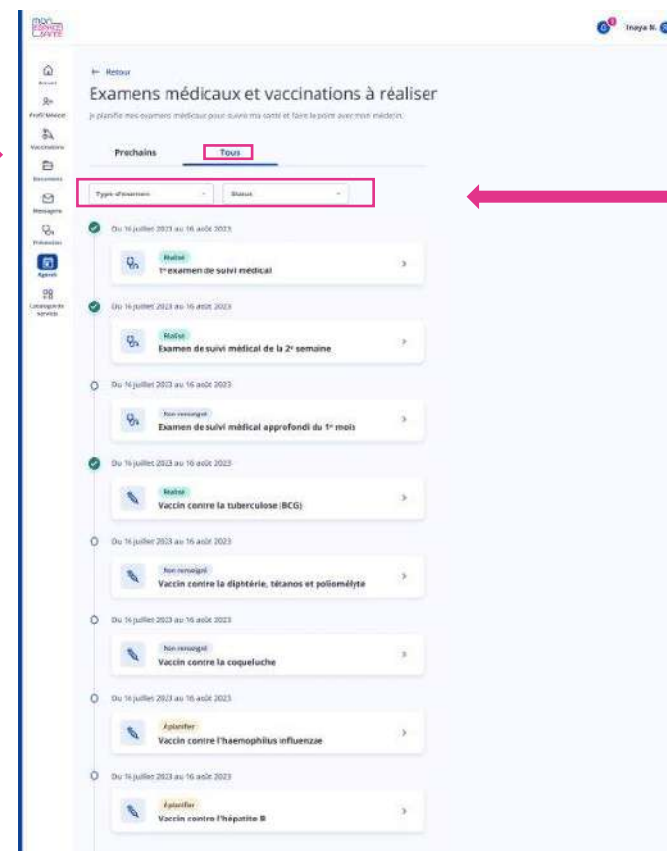 MON
ESPACE
SANTÉ
1
Inaya N.
Accueil
Profil Médical
Vaccinations
Documents
Messagerie
Prévention
Agenda
Catalogue de
services
← Retour
Examens médicaux et vaccinations à réaliser
Je planifie mes examens médicaux pour suivre ma santé et faire le point avec mon médecin.
Prochains
Tous
Type d'examen
Statut
Du 16 juillet 2023 au 16 août 2023
Réalisé
1er examen de suivi médical
Du 16 juillet 2023 au 16 août 2023
Réalisé
Examen de suivi médical de la 2e semaine
Du 16 juillet 2023 au 16 août 2023
Non renseigné
Examen de suivi médical approfondi du 1er mois
Du 16 juillet 2023 au 16 août 2023
Réalisé
Vaccin contre la tuberculose (BCG)
Du 16 juillet 2023 au 16 août 2023
Non renseigné
Vaccin contre la diphtérie, tétanos et poliomélyte
Du 16 juillet 2023 au 16 août 2023
Non renseigné
Vaccin contre la coqueluche
Du 16 juillet 2023 au 16 août 2023
À planifier
Vaccin contre l'haemophilus influenzae
Du 16 juillet 2023 au 16 août 2023
À planifier
Vaccin contre l'hépatite B